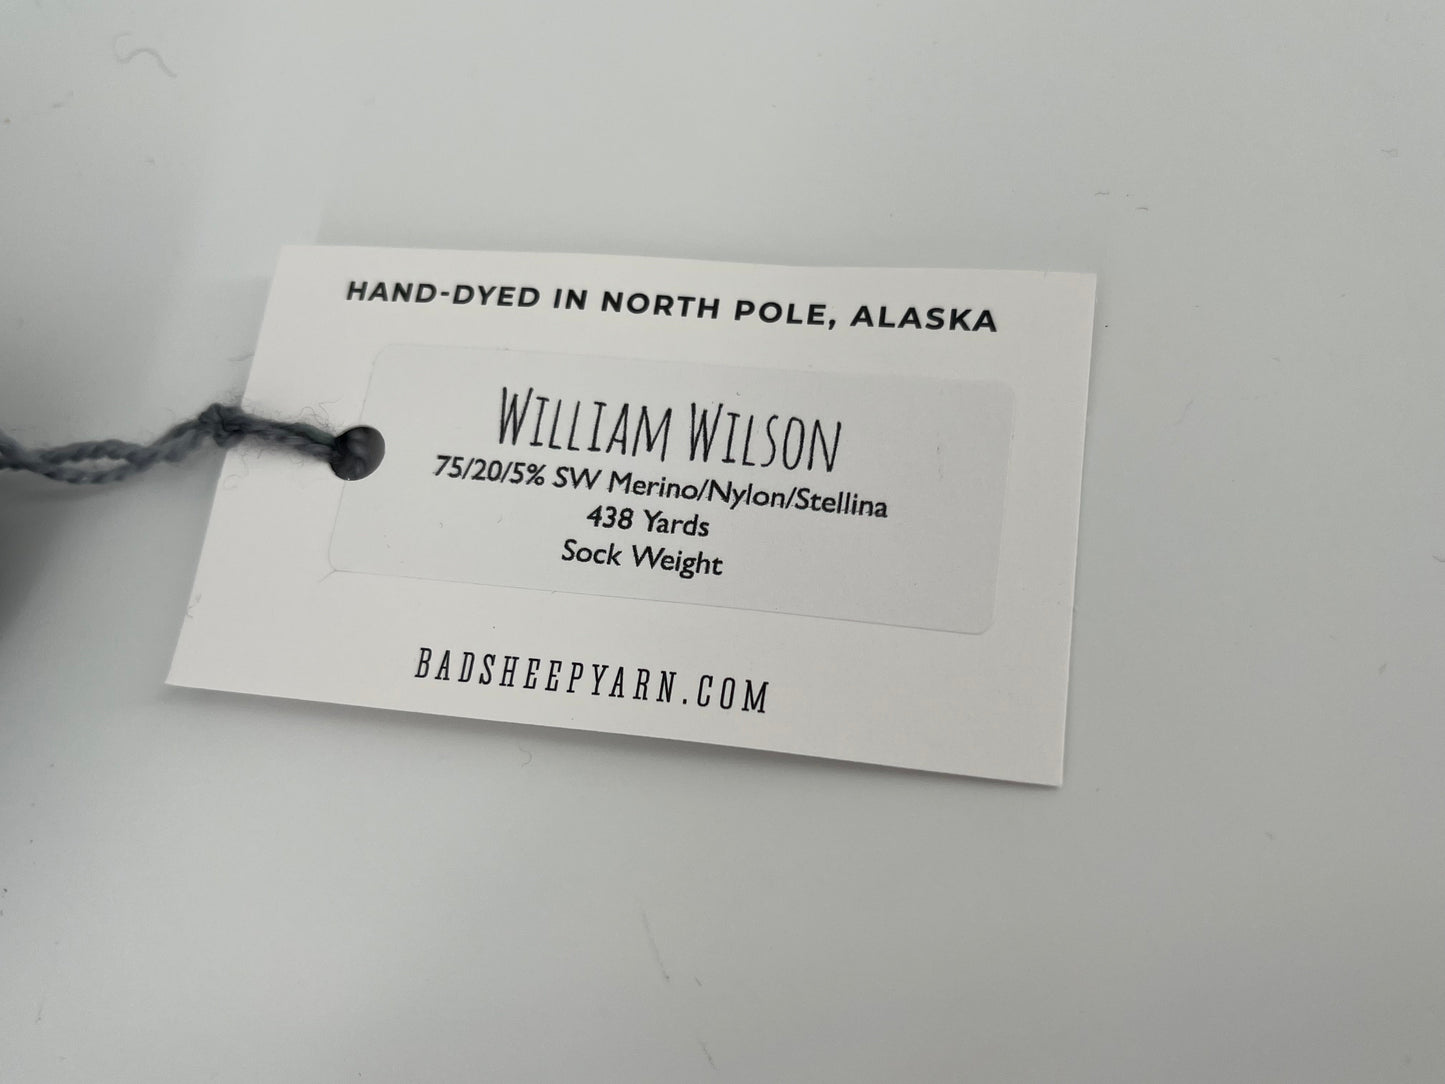 HAND-DYED IN NORTH POLE, ALASKA
WILLIAM WILSON
75/20/5% SW Merino/Nylon/Stellina
438 Yards
Sock Weight
BADSHEEPYARN.COM